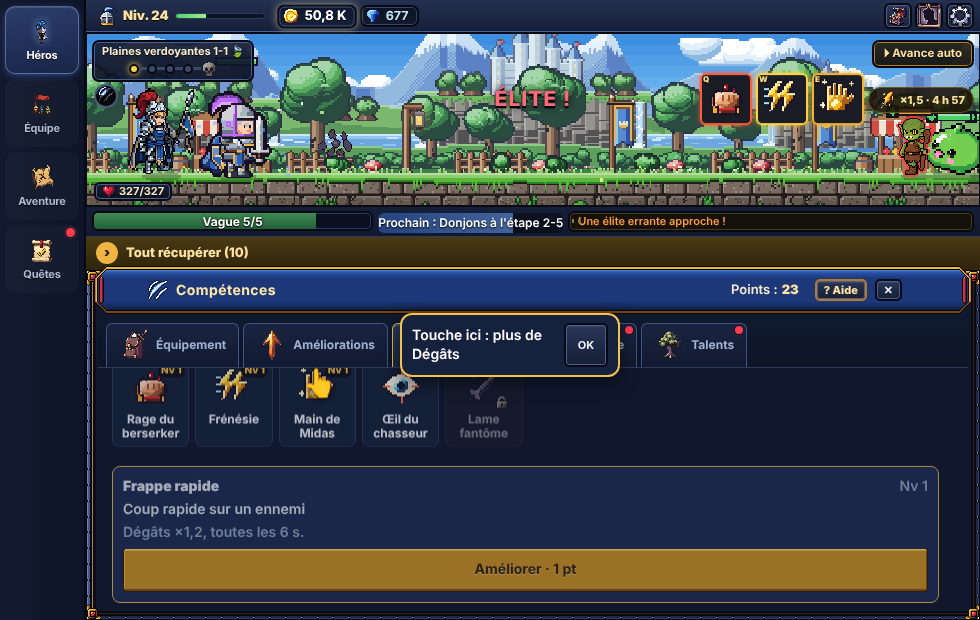 Héros
Équipe
Aventure
Quêtes
Niv. 24
50,8 K
677
Plaines verdoyantes 1-1
Avance auto
ÉLITE !
Q
W
E
×1,5 · 4 h 57
327/327
Vague 5/5
Prochain : Donjons à l'étape 2-5
Une élite errante approche !
Tout récupérer (10)
Compétences
Points : 23
? Aide
×
Équipement
Améliorations
Talents
Touche ici : plus de
Dégâts
OK
NV 1
NV 1
NV 1
Rage du
berserker
Frénésie
Main de
Midas
Œil du
chasseur
Lame
fantôme
Frappe rapide
Nv 1
Coup rapide sur un ennemi
Dégâts ×1,2, toutes les 6 s.
Améliorer · 1 pt